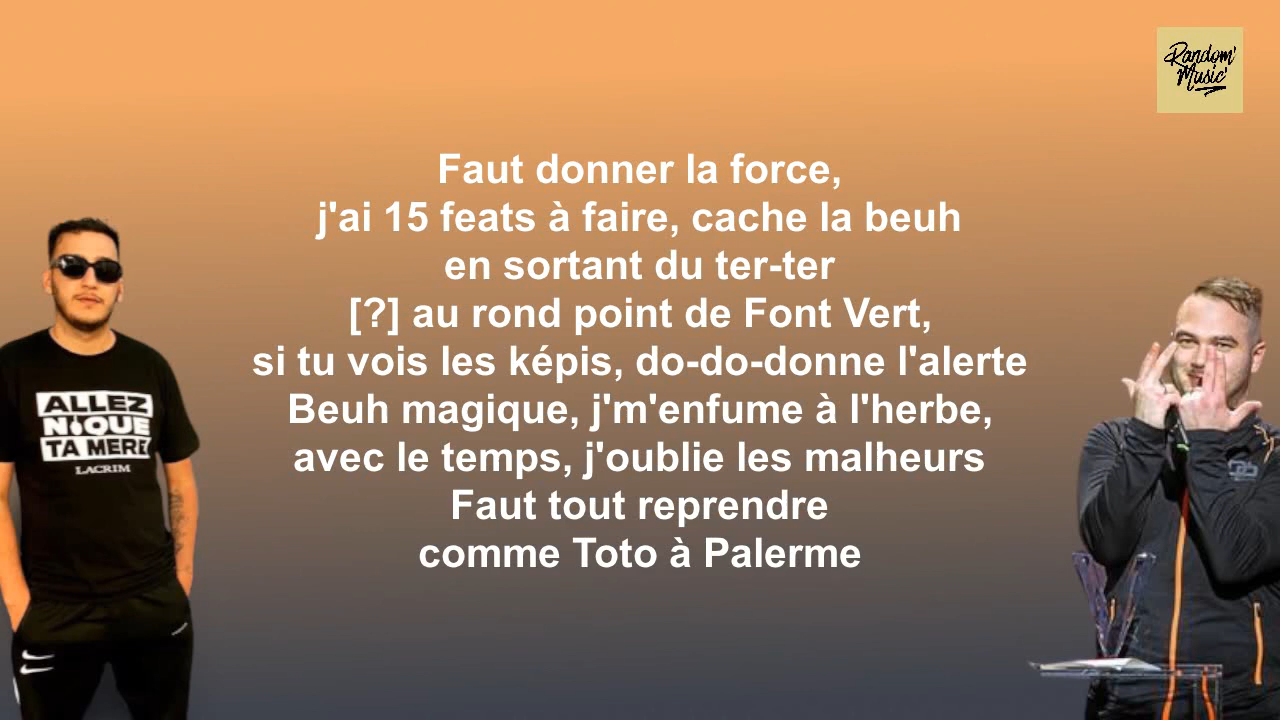 Random'
Music'
Faut donner la force,
j'ai 15 feats à faire, cache la beuh
en sortant du ter-ter
[?] au rond point de Font Vert,
si tu vois les képis, do-do-donne l'alerte
Beuh magique, j'm'enfume à l'herbe,
avec le temps, j'oublie les malheurs
Faut tout reprendre
comme Toto à Palerme
ALLEZ
NIQUE
TA MERE
LACRIM